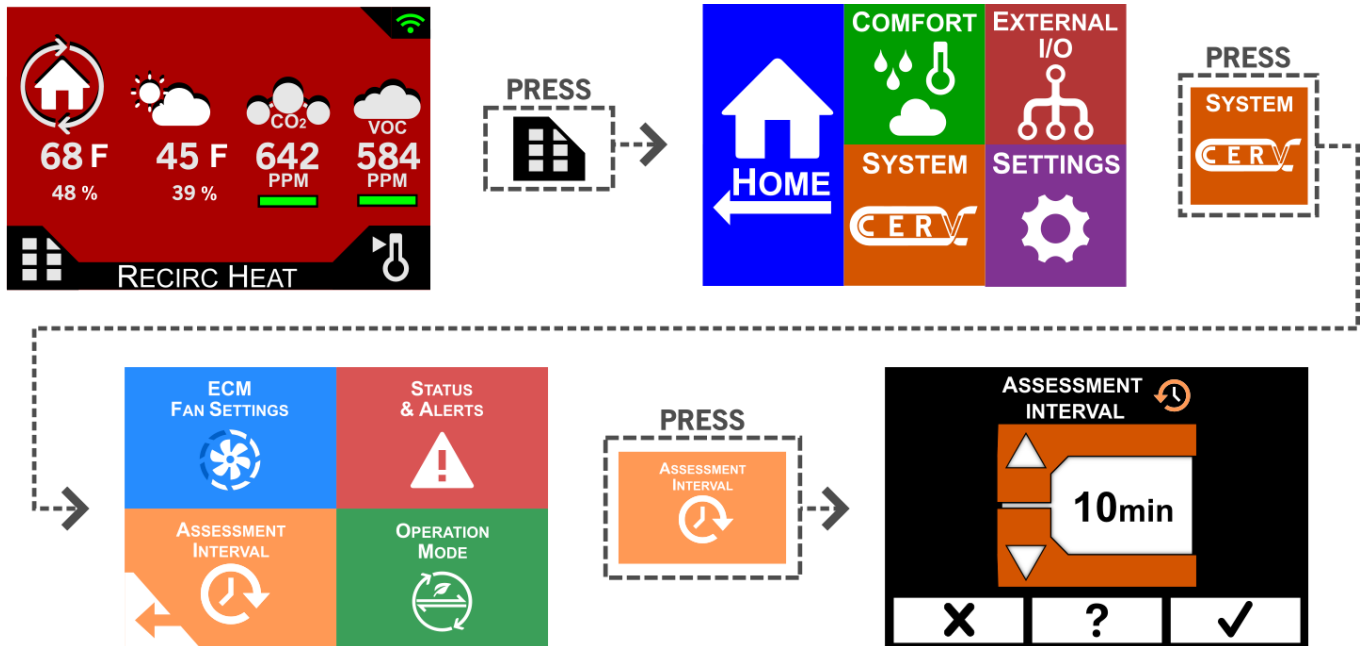 CO2
VOC
68 F
45 F
642
584
PPM
PPM
48 %
39 %
RECIRC HEAT
PRESS
HOME
COMFORT
EXTERNAL
I/O
SYSTEM
CERV
SETTINGS
PRESS
SYSTEM
CERV
ECM
FAN SETTINGS
STATUS
& ALERTS
ASSESSMENT
INTERVAL
OPERATION
MODE
PRESS
ASSESSMENT
INTERVAL
ASSESSMENT
INTERVAL
10min
?